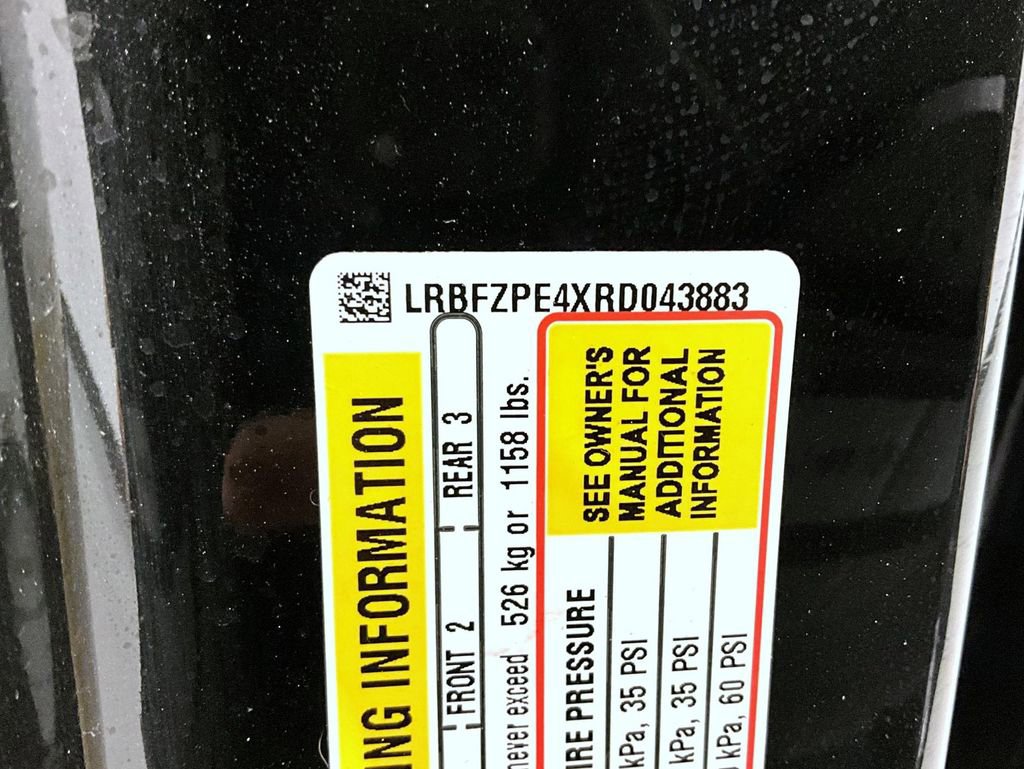 LRBFZPE4XRD043883
ING INFORMATION
FRONT 2 REAR 3
never exceed 526 kg or 1158 lbs.
IRE PRESSURE
kPa, 35 PSI
kPa, 35 PSI
kPa, 60 PSI
SEE OWNER'S
MANUAL FOR
ADDITIONAL
INFORMATION